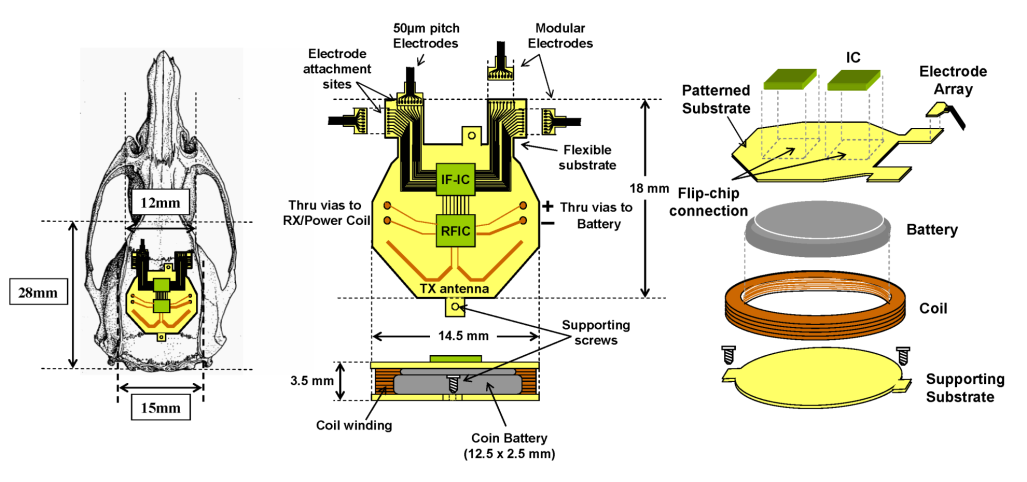 12mm
28mm
15mm
50µm pitch
Electrodes
Modular
Electrodes
Electrode
attachment
sites
Flexible
substrate
18 mm
IF-IC
Thru vias to
RX/Power Coil
RFIC
+
−
Thru vias to
Battery
TX antenna
14.5 mm
Supporting
screws
3.5 mm
Coil winding
Coin Battery
(12.5 x 2.5 mm)
IC
Electrode
Array
Patterned
Substrate
Flip-chip
connection
Battery
Coil
Supporting
Substrate